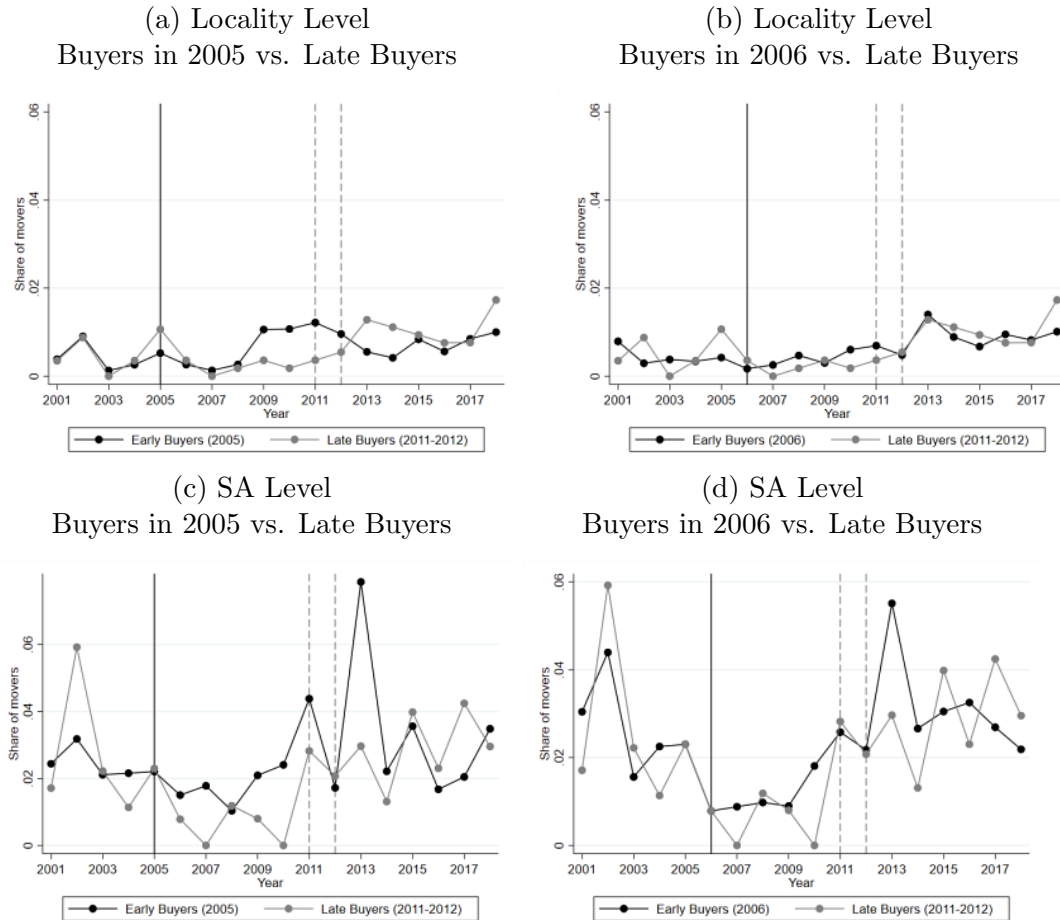 (a) Locality Level
Buyers in 2005 vs. Late Buyers
.06
.04
.02
0
Share of movers
2001 2003 2005 2007 2009 2011 2013 2015 2017
Year
Early Buyers (2005) Late Buyers (2011-2012)
(b) Locality Level
Buyers in 2006 vs. Late Buyers
.06
.04
.02
0
Share of movers
2001 2003 2005 2007 2009 2011 2013 2015 2017
Year
Early Buyers (2006) Late Buyers (2011-2012)
(c) SA Level
Buyers in 2005 vs. Late Buyers
.06
.04
.02
0
Share of movers
2001 2003 2005 2007 2009 2011 2013 2015 2017
Year
Early Buyers (2005) Late Buyers (2011-2012)
(d) SA Level
Buyers in 2006 vs. Late Buyers
.06
.04
.02
0
Share of movers
2001 2003 2005 2007 2009 2011 2013 2015 2017
Year
Early Buyers (2006) Late Buyers (2011-2012)